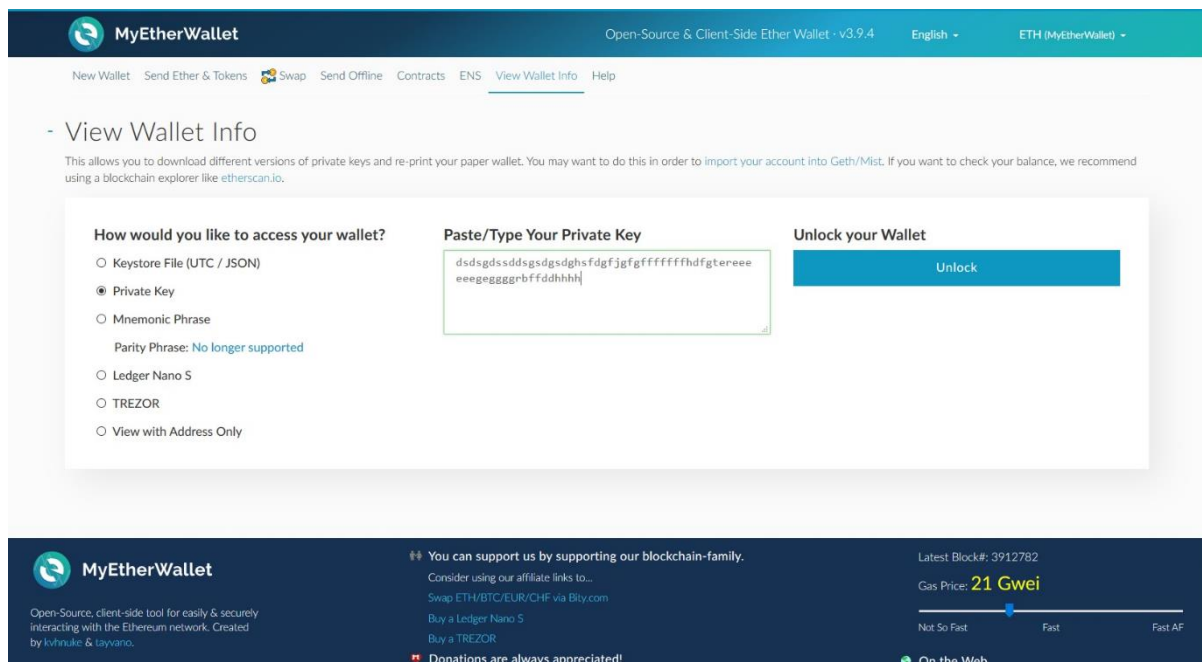 MyEtherWallet
Open-Source & Client-Side Ether Wallet · v3.9.4
English
ETH (MyEtherWallet)
New Wallet Send Ether & Tokens Swap Send Offline Contracts ENS View Wallet Info Help
- View Wallet Info
This allows you to download different versions of private keys and re-print your paper wallet. You may want to do this in order to import your account into Geth/Mist. If you want to check your balance, we recommend
using a blockchain explorer like etherscan.io.
How would you like to access your wallet?
Keystore File (UTC / JSON)
Private Key
Mnemonic Phrase
Parity Phrase: No longer supported
Ledger Nano S
TREZOR
View with Address Only
Paste/Type Your Private Key
dsdsgdssddsgsdgsdghsfdgfjgfgfffffffhdfgtereee
eeegeggggrbffddhhhh
Unlock your Wallet
Unlock
MyEtherWallet
Open-Source, client-side tool for easily & securely
interacting with the Ethereum network. Created
by kvhnuke & tayvano.
You can support us by supporting our blockchain-family.
Consider using our affiliate links to...
Swap ETH/BTC/EUR/CHF via Bity.com
Buy a Ledger Nano S
Buy a TREZOR
Donations are always appreciated!
Latest Block#: 3912782
Gas Price: 21 Gwei
Not So Fast Fast Fast AF
On the Web